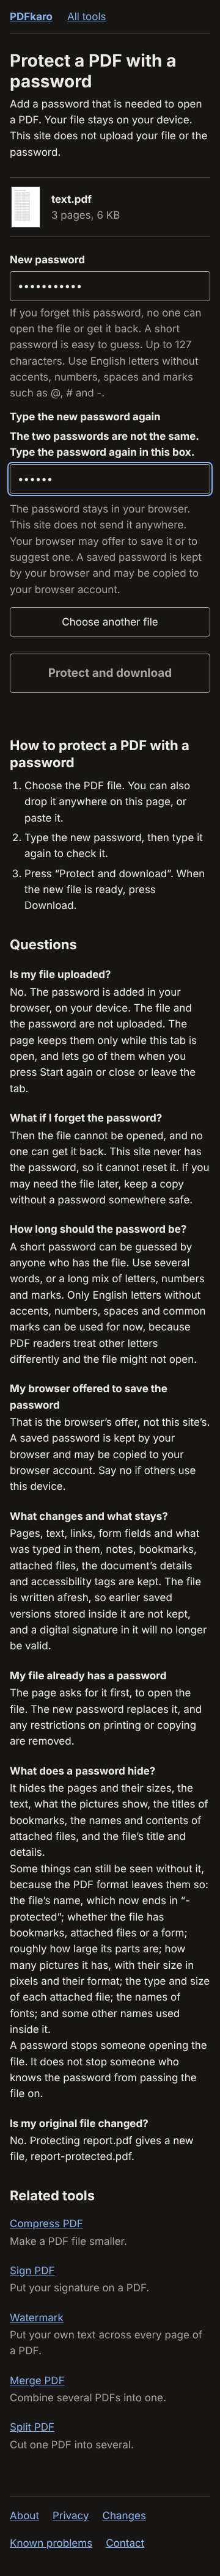 PDFkaro All tools
Protect a PDF with a
password
Add a password that is needed to open
a PDF. Your file stays on your device.
This site does not upload your file or the
password.
text.pdf
3 pages, 6 KB
New password
•••••••••••
If you forget this password, no one can
open the file or get it back. A short
password is easy to guess. Up to 127
characters. Use English letters without
accents, numbers, spaces and marks
such as @, # and -.
Type the new password again
The two passwords are not the same.
Type the password again in this box.
••••••
The password stays in your browser.
This site does not send it anywhere.
Your browser may offer to save it or to
suggest one. A saved password is kept
by your browser and may be copied to
your browser account.
Choose another file
Protect and download
How to protect a PDF with a
password
1. Choose the PDF file. You can also
drop it anywhere on this page, or
paste it.
2. Type the new password, then type it
again to check it.
3. Press “Protect and download”. When
the new file is ready, press
Download.
Questions
Is my file uploaded?
No. The password is added in your
browser, on your device. The file and
the password are not uploaded. The
page keeps them only while this tab is
open, and lets go of them when you
press Start again or close or leave the
tab.
What if I forget the password?
Then the file cannot be opened, and no
one can get it back. This site never has
the password, so it cannot reset it. If you
may need the file later, keep a copy
without a password somewhere safe.
How long should the password be?
A short password can be guessed by
anyone who has the file. Use several
words, or a long mix of letters, numbers
and marks. Only English letters without
accents, numbers, spaces and common
marks can be used for now, because
PDF readers treat other letters
differently and the file might not open.
My browser offered to save the
password
That is the browser’s offer, not this site’s.
A saved password is kept by your
browser and may be copied to your
browser account. Say no if others use
this device.
What changes and what stays?
Pages, text, links, form fields and what
was typed in them, notes, bookmarks,
attached files, the document’s details
and accessibility tags are kept. The file
is written afresh, so earlier saved
versions stored inside it are not kept,
and a digital signature in it will no longer
be valid.
My file already has a password
The page asks for it first, to open the
file. The new password replaces it, and
any restrictions on printing or copying
are removed.
What does a password hide?
It hides the pages and their sizes, the
text, what the pictures show, the titles of
bookmarks, the names and contents of
attached files, and the file’s title and
details.
Some things can still be seen without it,
because the PDF format leaves them so:
the file’s name, which now ends in “-
protected”; whether the file has
bookmarks, attached files or a form;
roughly how large its parts are; how
many pictures it has, with their size in
pixels and their format; the type and size
of each attached file; the names of
fonts; and some other names used
inside it.
A password stops someone opening the
file. It does not stop someone who
knows the password from passing the
file on.
Is my original file changed?
No. Protecting report.pdf gives a new
file, report-protected.pdf.
Related tools
Compress PDF
Make a PDF file smaller.
Sign PDF
Put your signature on a PDF.
Watermark
Put your own text across every page of
a PDF.
Merge PDF
Combine several PDFs into one.
Split PDF
Cut one PDF into several.
About Privacy Changes
Known problems Contact